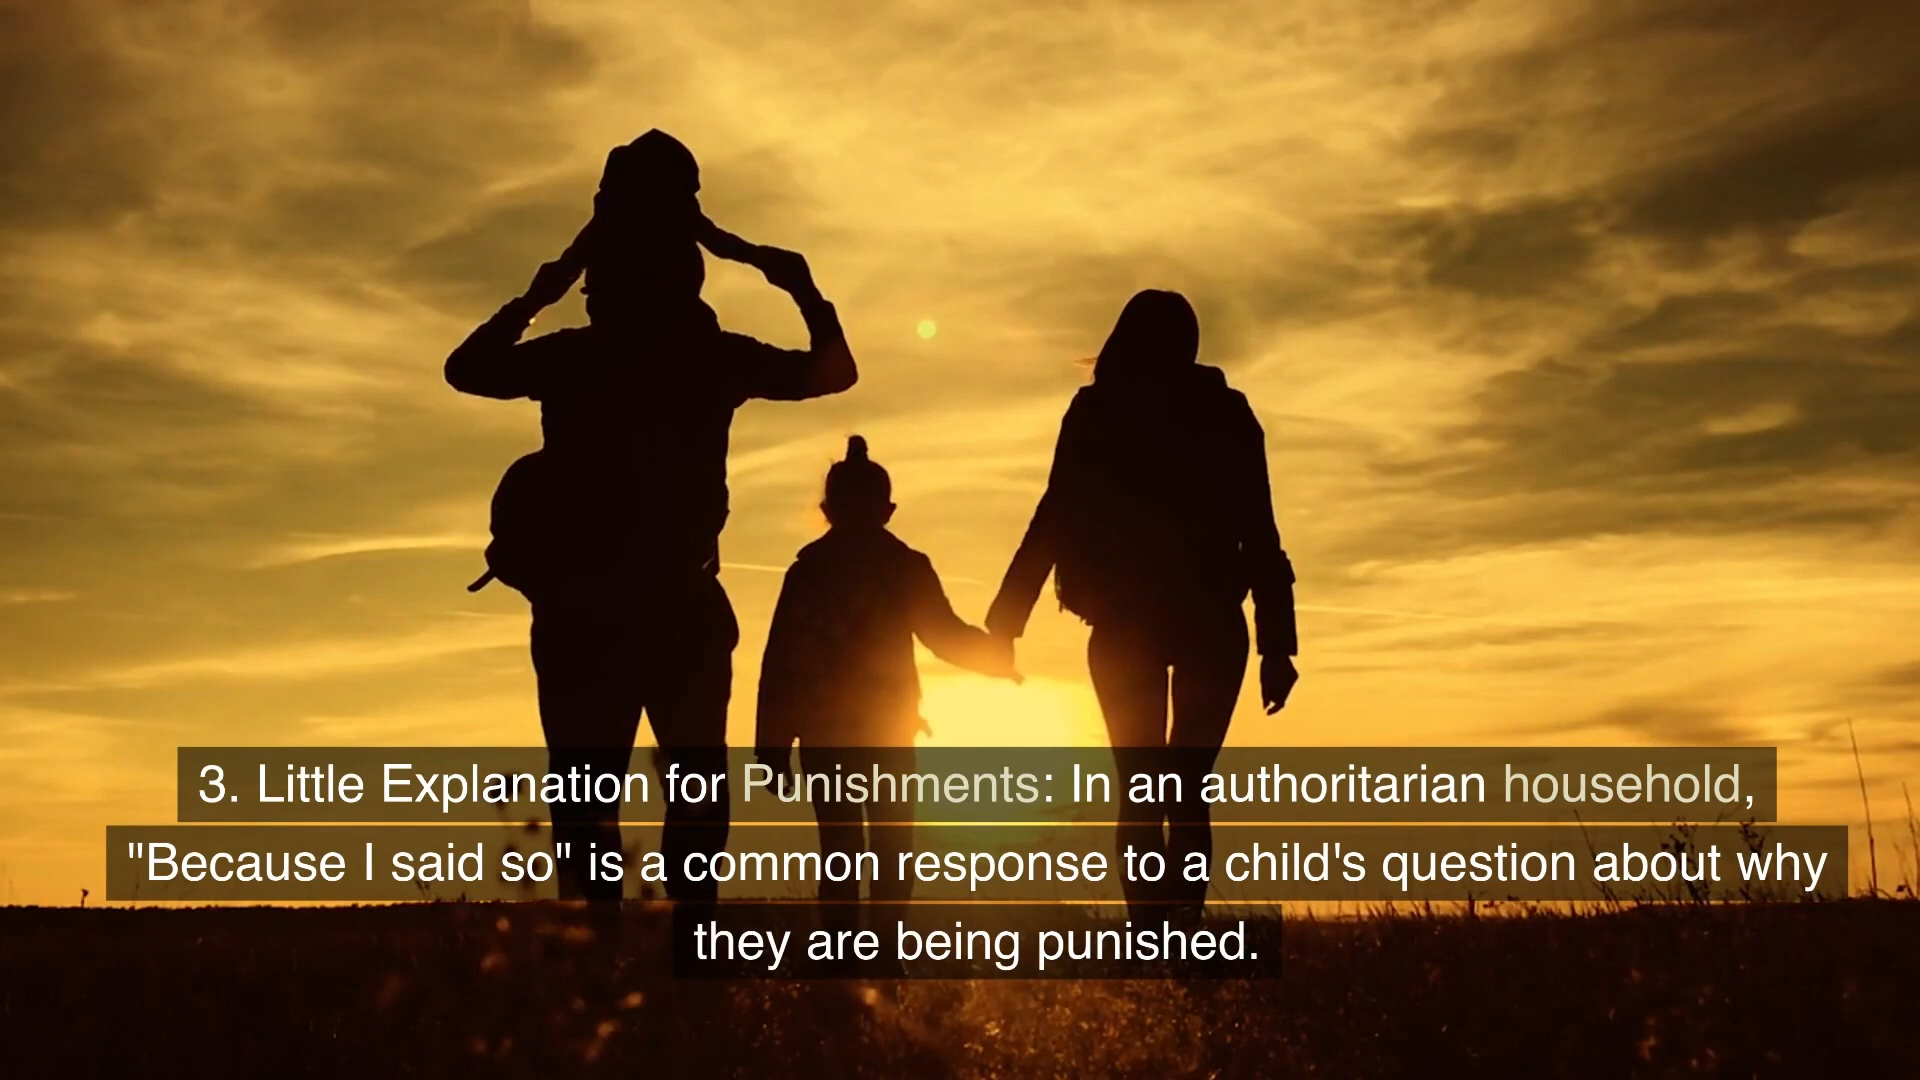 3. Little Explanation for Punishments: In an authoritarian household,
"Because I said so" is a common response to a child's question about why
they are being punished.